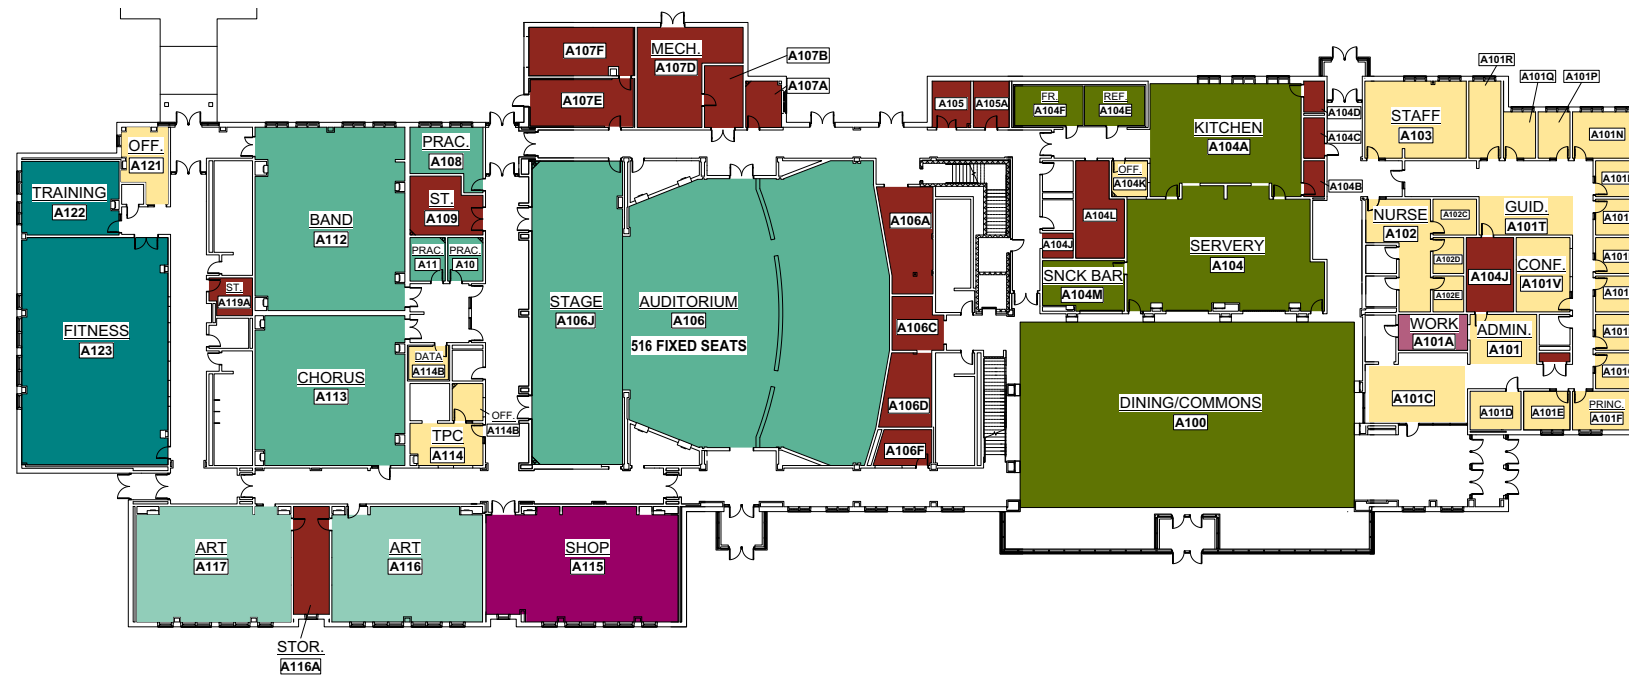 A107F
MECH.
A107D
A107B
A107A
A107E
A101R
A101Q
A101P
A105
A105A
FR.
A104F
REF.
A104E
KITCHEN
A104A
A104D
A104C
A104B
STAFF
A103
A101N
OFF.
A121
PRAC.
A108
TRAINING
A122
ST.
A109
BAND
A112
OFF.
A104K
A104L
A104J
A106A
NURSE
A102
A102C
GUID.
A101T
PRAC.
A11
PRAC.
A10
SERVERY
A104
A102D
A104J
CONF.
A101V
SNCK BAR
A104M
A102E
ST.
A119A
STAGE
A106J
AUDITORIUM
A106
516 FIXED SEATS
A106C
FITNESS
A123
WORK
A101A
ADMIN.
A101
DATA
A114B
CHORUS
A113
DINING/COMMONS
A100
A106D
A101C
A101D
A101E
PRINC.
A101F
OFF.
A114B
TPC
A114
A106F
ART
A117
ART
A116
SHOP
A115
STOR.
A116A